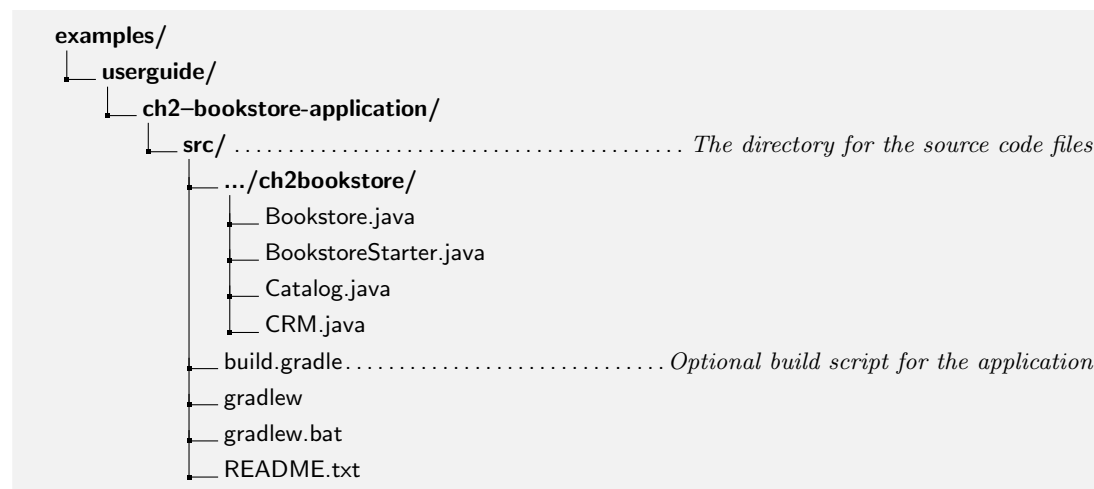 examples/
userguide/
ch2–bookstore-application/
src/ .......................................... The directory for the source code files
.../ch2bookstore/
Bookstore.java
BookstoreStarter.java
Catalog.java
CRM.java
build.gradle.............................. Optional build script for the application
gradlew
gradlew.bat
README.txt